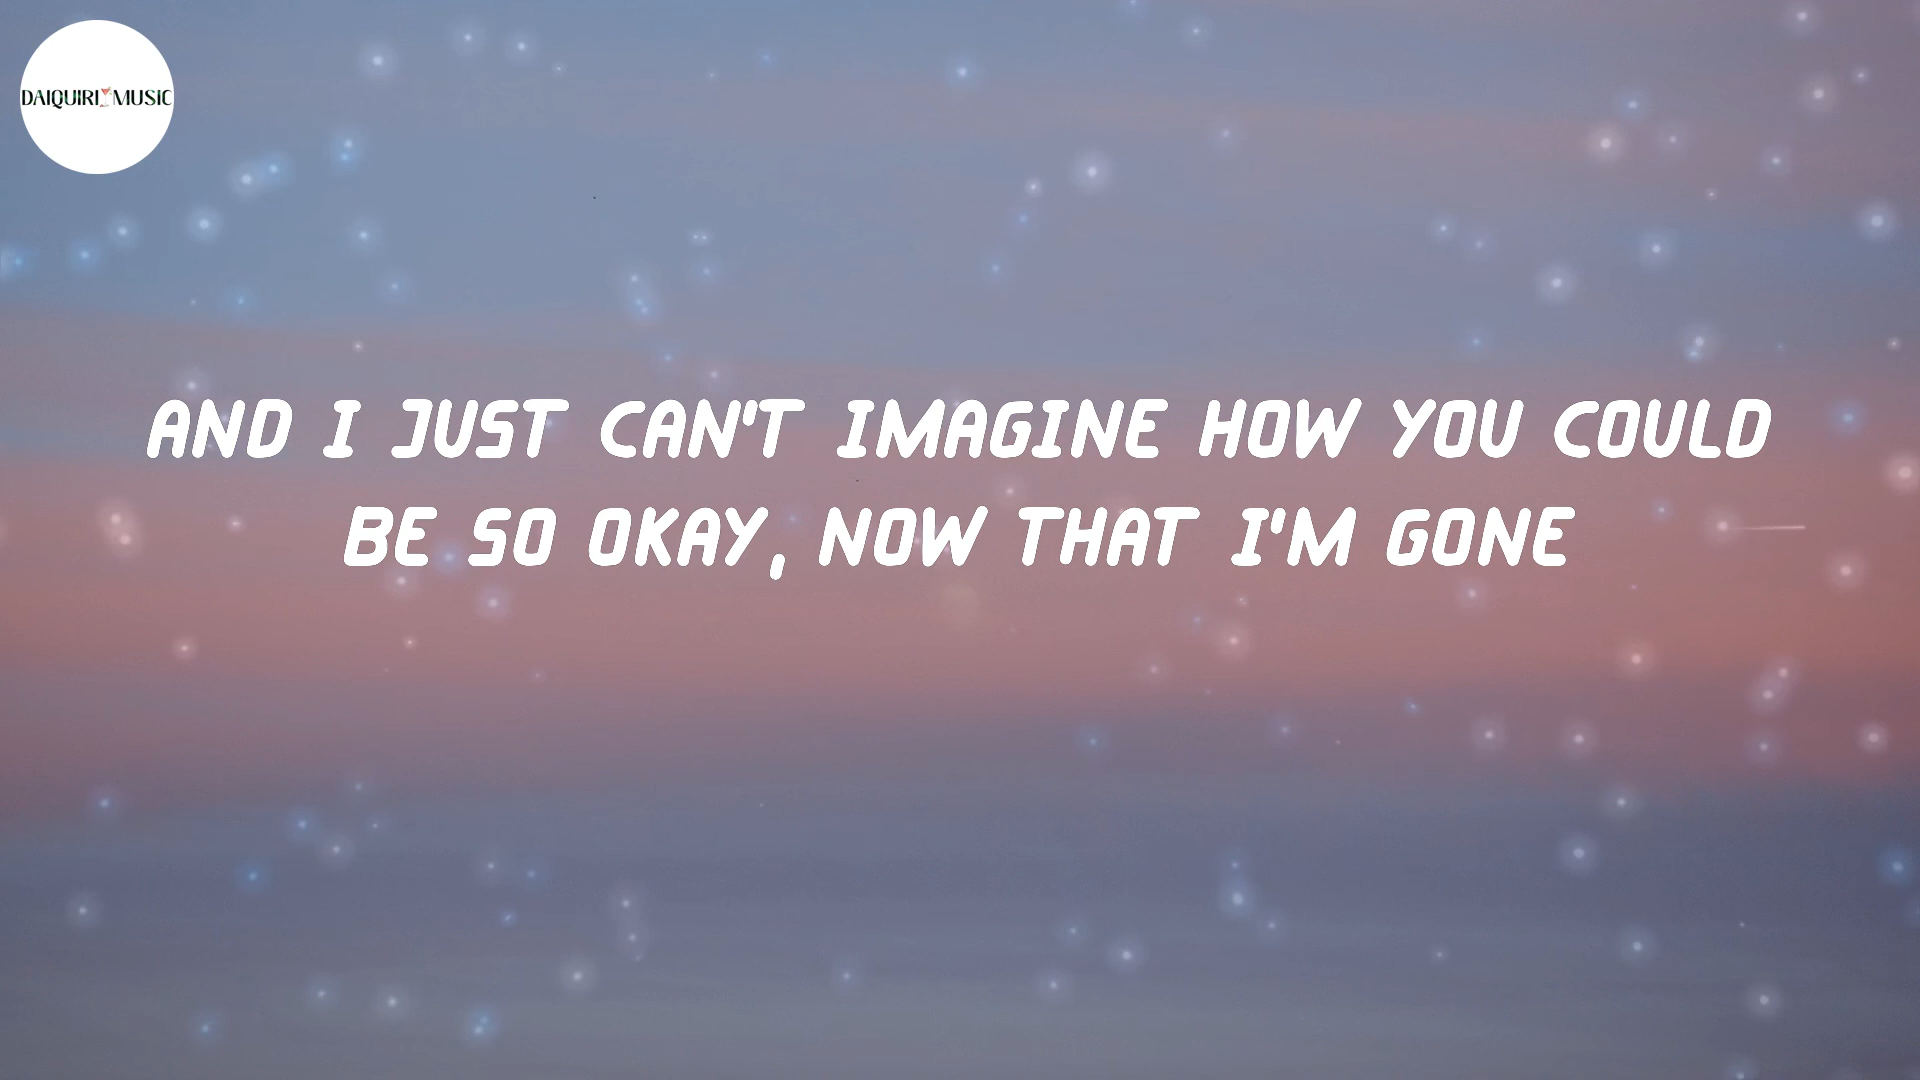 DAIQUIRI MUSIC
AND I JUST CAN'T IMAGINE HOW YOU COULD
BE SO OKAY, NOW THAT I'M GONE